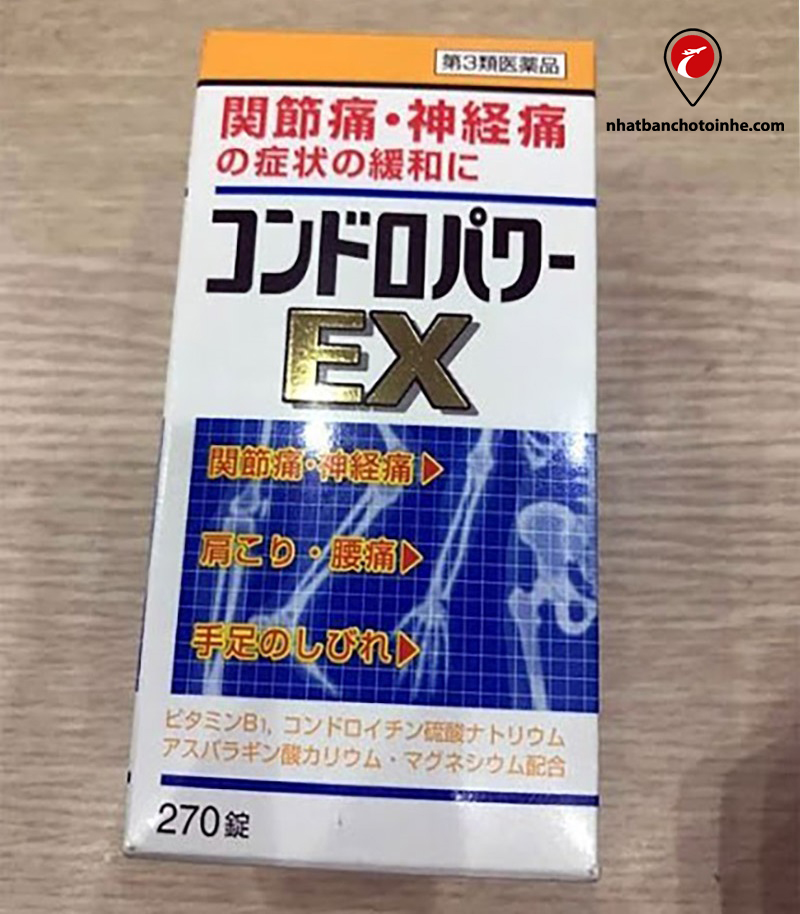 第3類医薬品
nhatbanchotoinhe.com
関節痛・神経痛
の症状の緩和に
コンドロパワー
EX
関節痛・神経痛
肩こり・腰痛
手足のしびれ
ビタミンB1, コンドロイチン硫酸ナトリウム
アスパラギン酸カリウム・マグネシウム配合
270錠